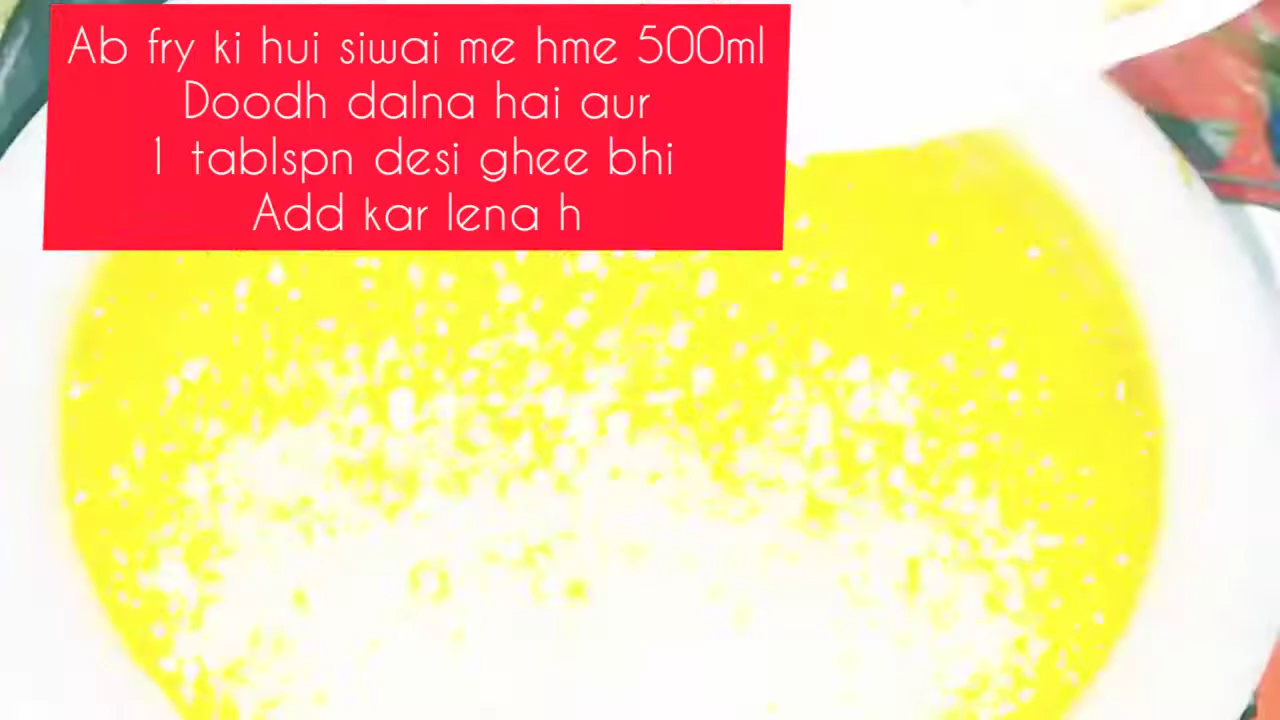 Ab fry ki hui siwai me hme 500ml
Doodh dalna hai aur
1 tablspn desi ghee bhi
Add kar lena h